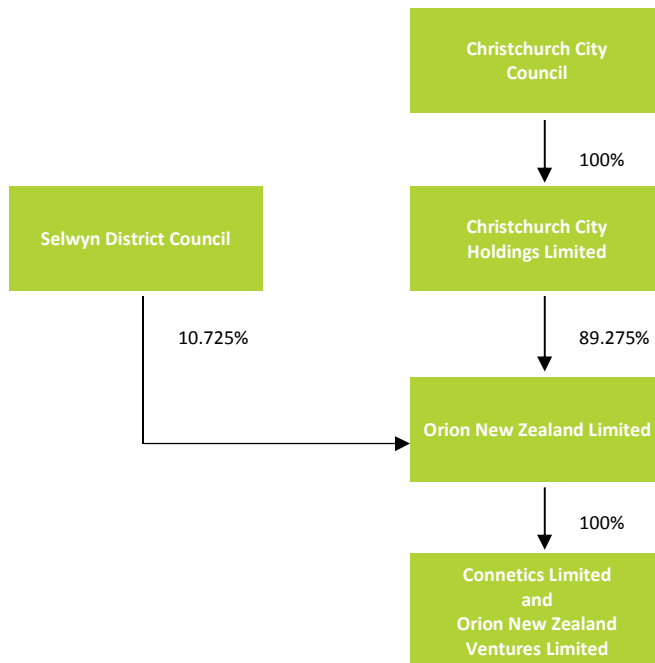 Christchurch City
Council
100%
Selwyn District Council
Christchurch City
Holdings Limited
10.725%
89.275%
Orion New Zealand Limited
100%
Connetics Limited
and
Orion New Zealand
Ventures Limited